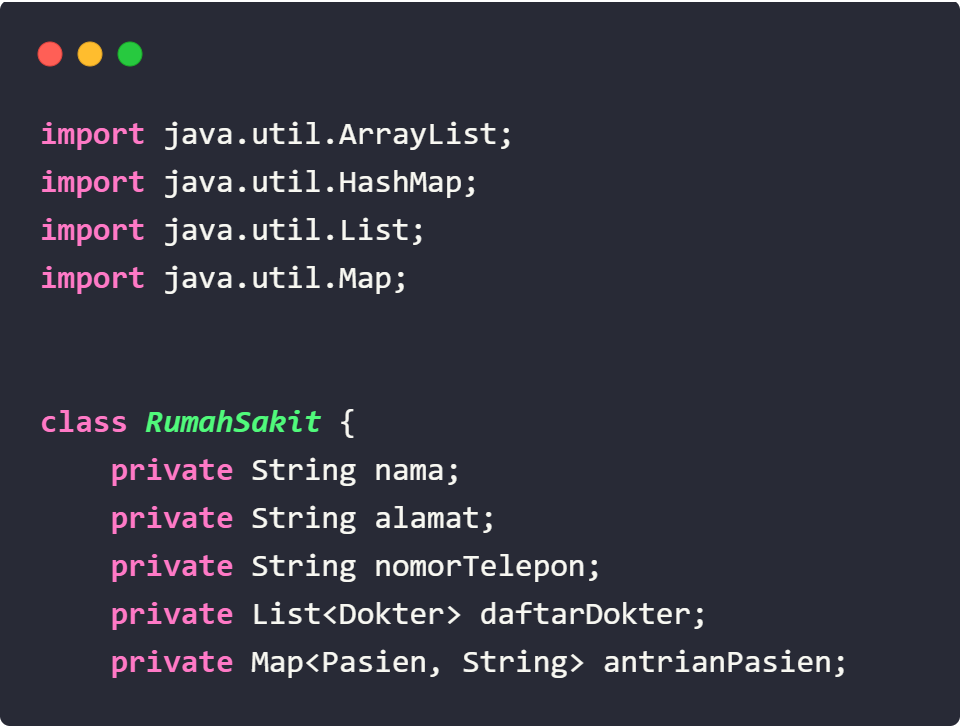 import java.util.ArrayList;
import java.util.HashMap;
import java.util.List;
import java.util.Map;
class RumahSakit {
    private String nama;
    private String alamat;
    private String nomorTelepon;
    private List<Dokter> daftarDokter;
    private Map<Pasien, String> antrianPasien;